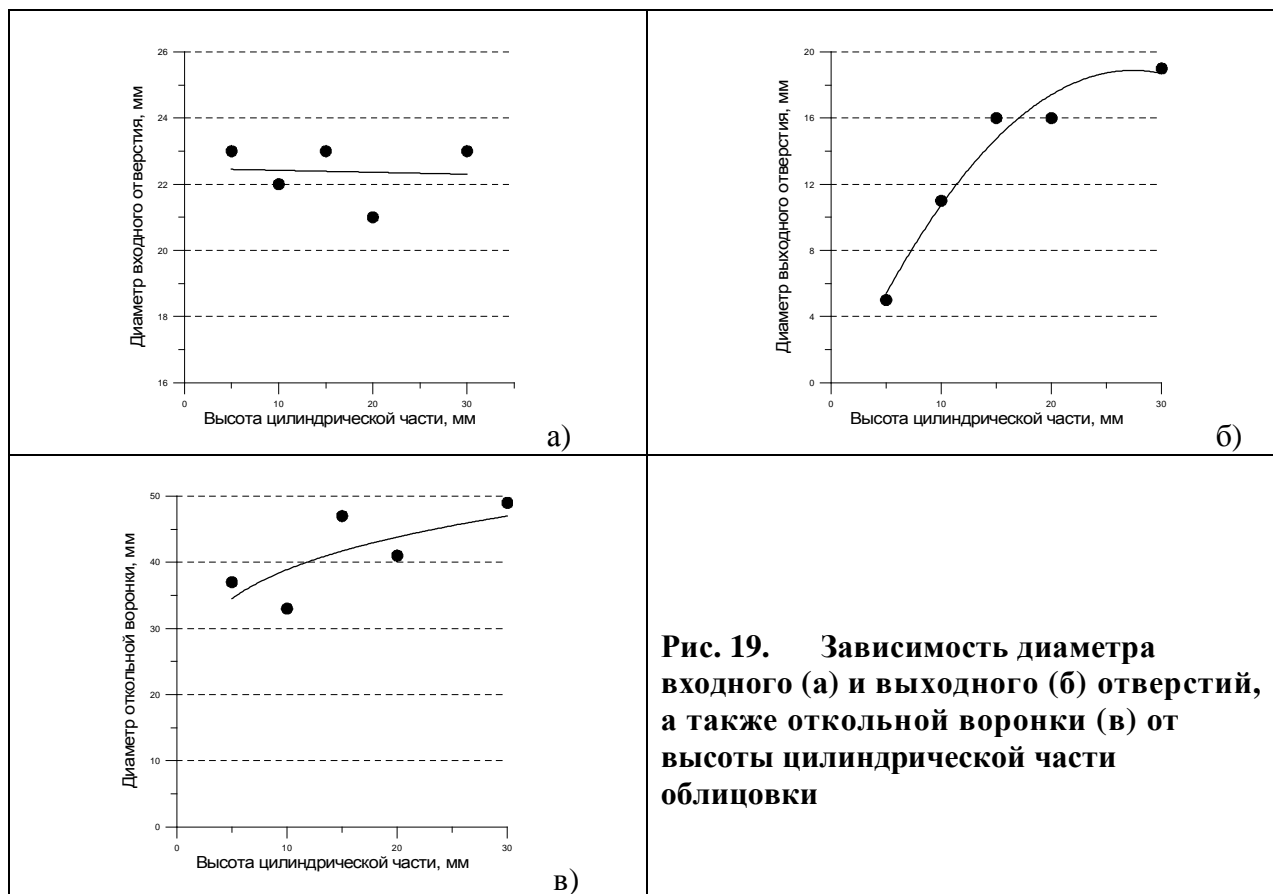 26
24
22
20
18
16
0
10
20
30
Диаметр входного отверстия, мм
Высота цилиндрической части, мм
а)
20
16
12
8
4
0
0
10
20
30
Диаметр выходного отверстия, мм
Высота цилиндрической части, мм
б)
50
40
30
20
10
0
0
10
20
30
Диаметр откольной воронки, мм
Высота цилиндрической части, мм
в)
Рис. 19. Зависимость диаметра
входного (а) и выходного (б) отверстий,
а также откольной воронки (в) от
высоты цилиндрической части
облицовки